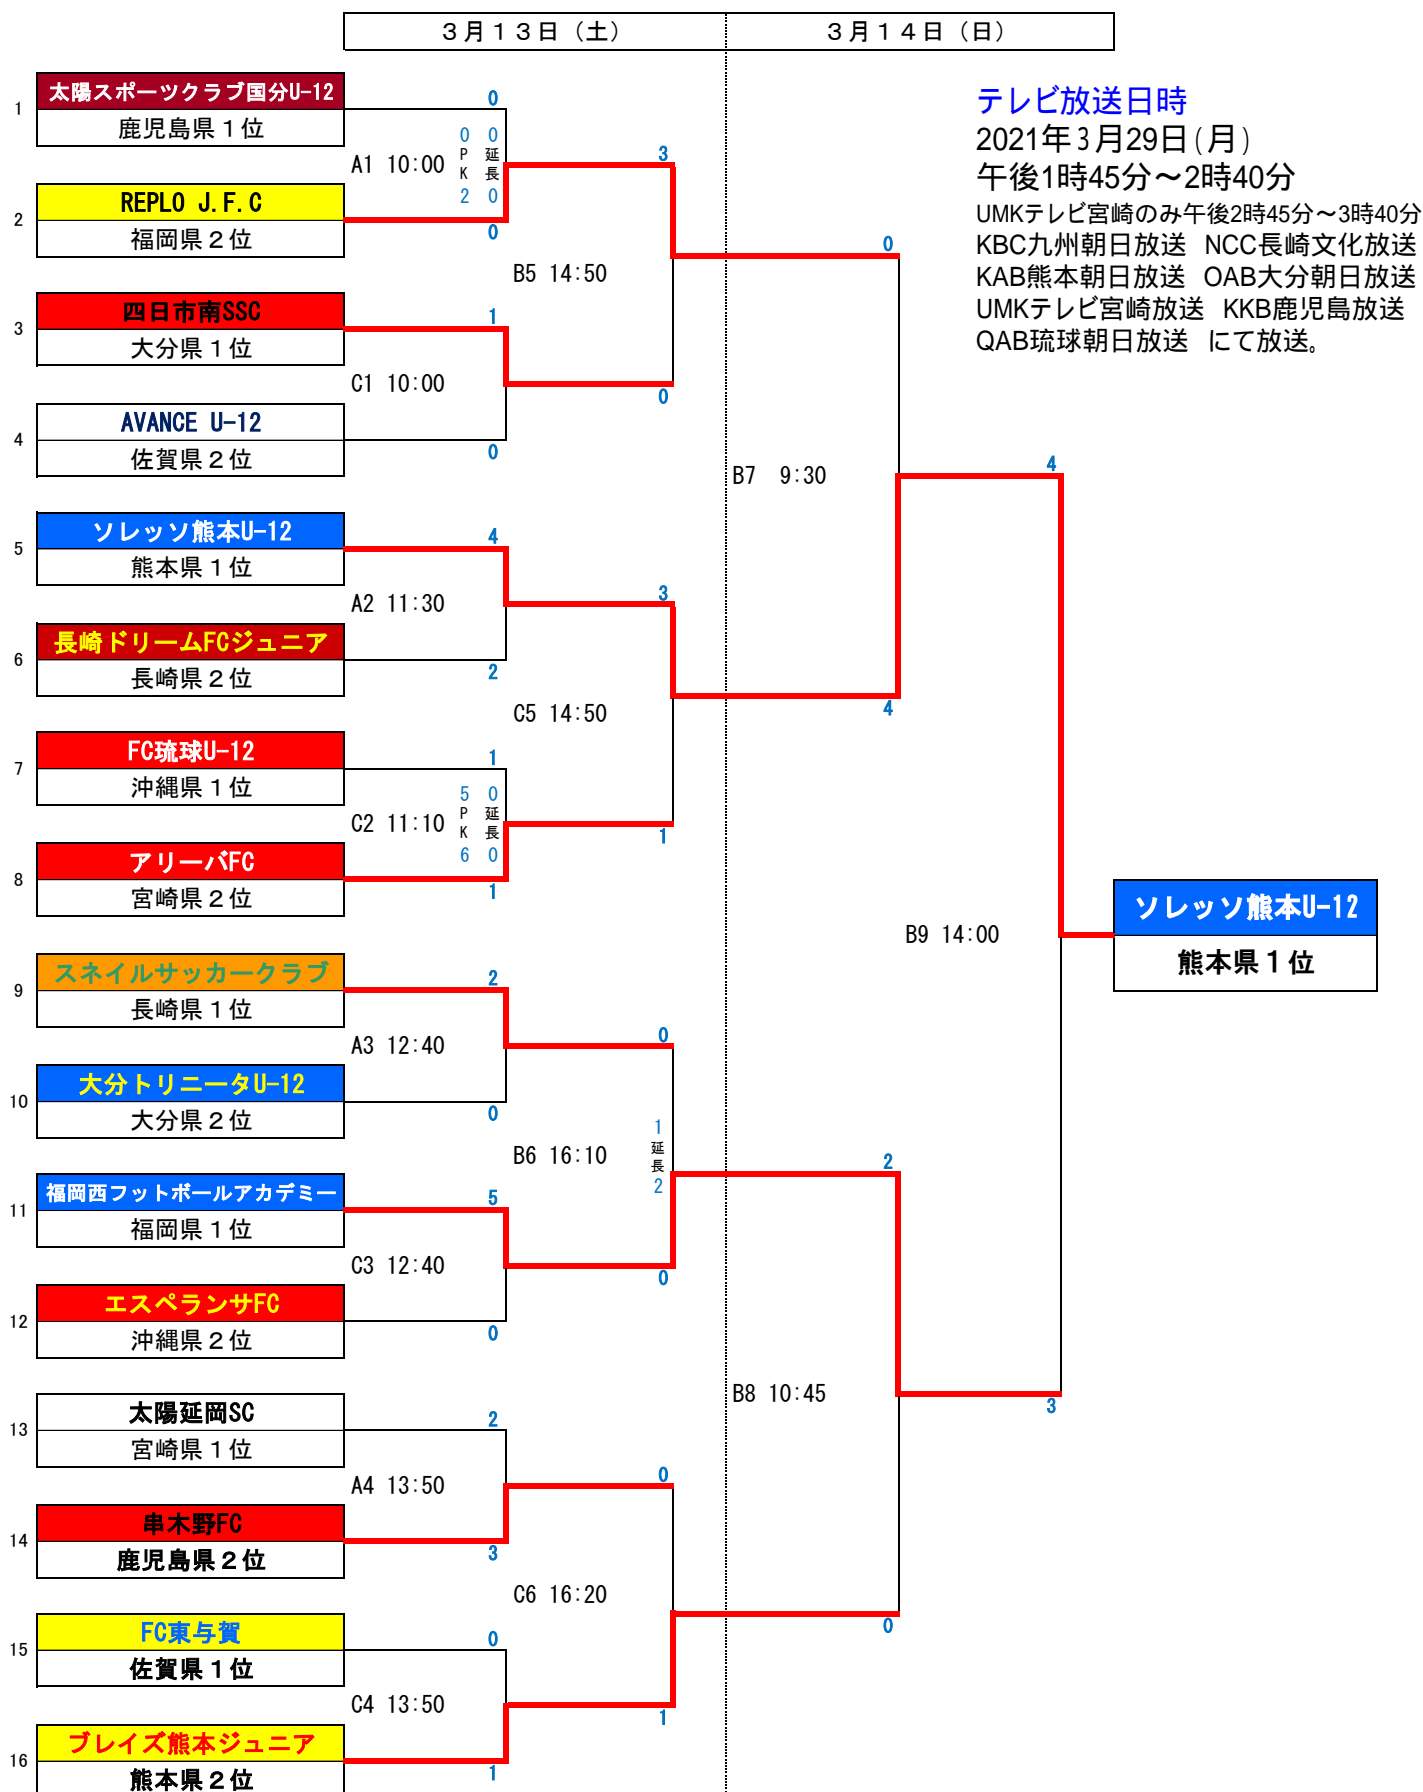 ３月１３日（土）
３月１４日（日）
テレビ放送日時
2021年3月29日(月)
午後1時45分～2時40分
UMKテレビ宮崎のみ午後2時45分～3時40分
KBC九州朝日放送 NCC長崎文化放送
KAB熊本朝日放送 OAB大分朝日放送
UMKテレビ宮崎放送 KKB鹿児島放送
QAB琉球朝日放送 にて放送。
1
太陽スポーツクラブ国分U-12
鹿児島県１位
0
A1 10:00
0 PK 2
0 延長 0
3
2
REPLO J.F.C
福岡県２位
0
B5 14:50
0
3
四日市南SSC
大分県１位
1
C1 10:00
0
4
AVANCE U-12
佐賀県２位
0
B7 9:30
4
5
ソレッソ熊本U-12
熊本県１位
4
A2 11:30
3
6
長崎ドリームFCジュニア
長崎県２位
2
C5 14:50
4
7
FC琉球U-12
沖縄県１位
1
C2 11:10
5 PK 6
0 延長 0
1
8
アリーバFC
宮崎県２位
1
B9 14:00
ソレッソ熊本U-12
熊本県１位
9
スネイルサッカークラブ
長崎県１位
2
A3 12:40
0
10
大分トリニータU-12
大分県２位
0
B6 16:10
1 延長 2
2
11
福岡西フットボールアカデミー
福岡県１位
5
C3 12:40
0
12
エスペランサFC
沖縄県２位
0
B8 10:45
3
13
太陽延岡SC
宮崎県１位
2
A4 13:50
0
14
串木野FC
鹿児島県２位
3
C6 16:20
0
15
FC東与賀
佐賀県１位
0
C4 13:50
1
16
ブレイズ熊本ジュニア
熊本県２位
1